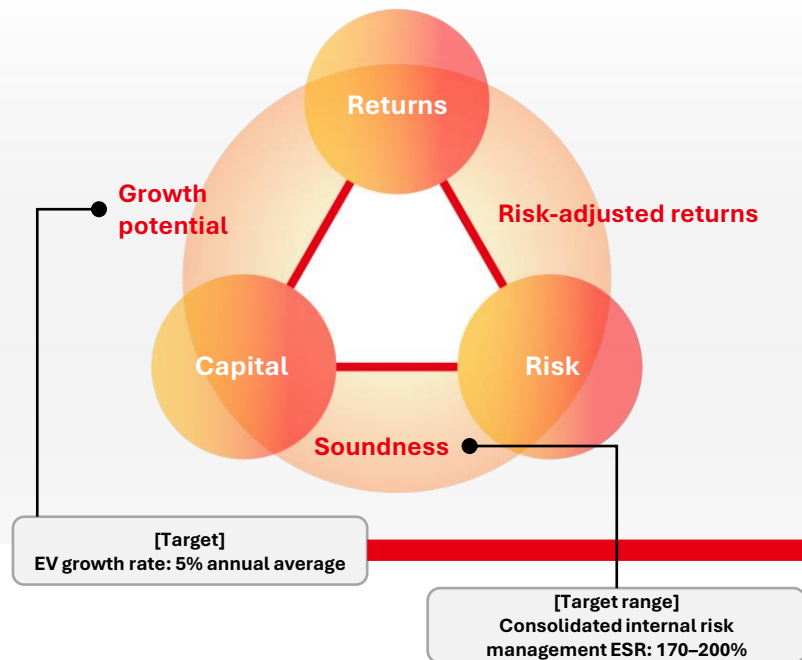 Returns
Growth
potential
Risk-adjusted returns
Capital
Risk
Soundness
[Target]
EV growth rate: 5% annual average
[Target range]
Consolidated internal risk
management ESR: 170–200%